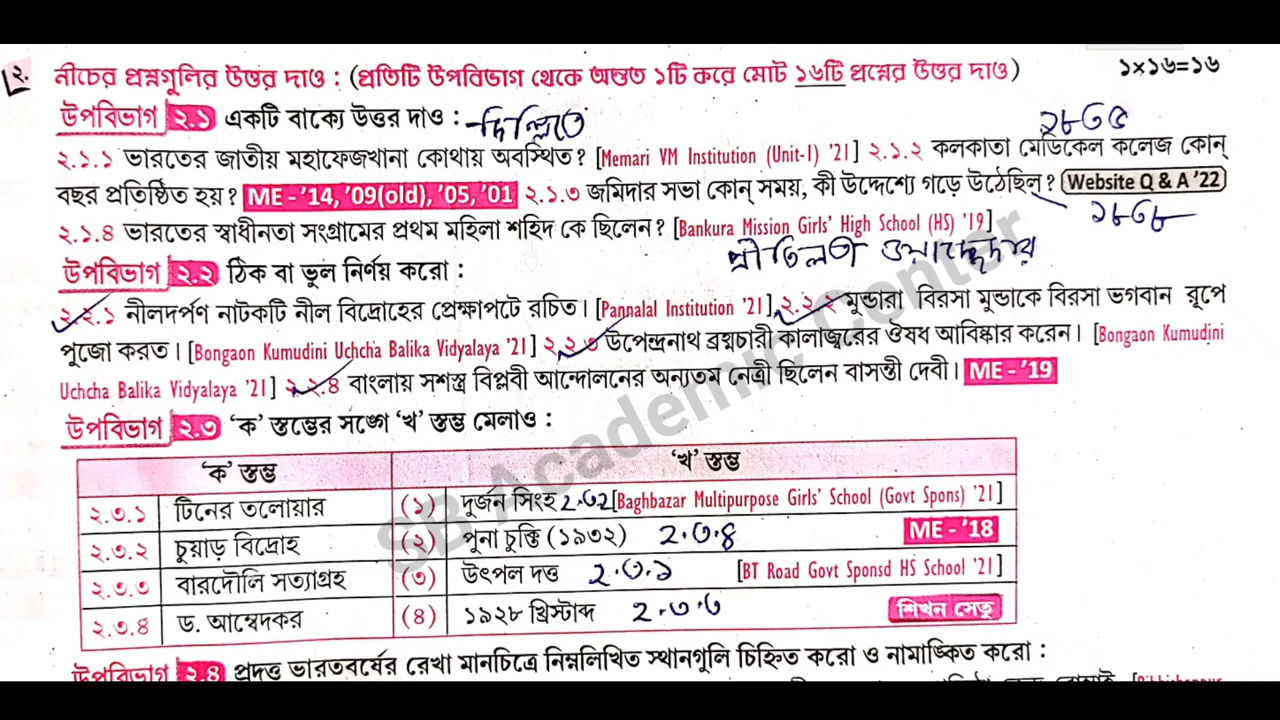 ২. নীচের প্রশ্নগুলির উত্তর দাও : (প্রতিটি উপবিভাগ থেকে অন্তত ১টি করে মোট ১৬টি প্রশ্নের উত্তর দাও) ১×১৬=১৬
উপবিভাগ ২.১ একটি বাক্যে উত্তর দাও : -দিল্লিতে ১৮৩৫
২.১.১ ভারতের জাতীয় মহাফেজখানা কোথায় অবস্থিত? [Memari VM Institution (Unit-I) '21] ২.১.২ কলকাতা মেডিকেল কলেজ কোন্
বছর প্রতিষ্ঠিত হয়? ME - '14, '09(old), '05, '01 ২.১.৩ জমিদার সভা কোন্ সময়, কী উদ্দেশ্যে গড়ে উঠেছিল? Website Q & A '22
১৮৩৮
২.১.৪ ভারতের স্বাধীনতা সংগ্রামের প্রথম মহিলা শহিদ কে ছিলেন? [Bankura Mission Girls' High School (HS) '19]
প্রীতিলতা ওয়াদ্দেদার
উপবিভাগ ২.২ ঠিক বা ভুল নির্ণয় করো :
২.২.১ নীলদর্পণ নাটকটি নীল বিদ্রোহের প্রেক্ষাপটে রচিত। [Pannalal Institution '21] ২.২.২ মুন্ডারা বিরসা মুন্ডাকে বিরসা ভগবান রূপে
পুজো করত। [Bongaon Kumudini Uchcha Balika Vidyalaya '21] ২.২.৩ উপেন্দ্রনাথ ব্রহ্মচারী কালাজ্বরের ঔষধ আবিষ্কার করেন। [Bongaon Kumudini
Uchcha Balika Vidyalaya '21] ২.২.৪ বাংলায় সশস্ত্র বিপ্লবী আন্দোলনের অন্যতম নেত্রী ছিলেন বাসন্তী দেবী। ME - '19
উপবিভাগ ২.৩ 'ক' স্তম্ভের সঙ্গে 'খ' স্তম্ভ মেলাও :
'ক' স্তম্ভ 'খ' স্তম্ভ
২.৩.১ টিনের তলোয়ার (১) দুর্জন সিংহ ২.৩.২ [Baghbazar Multipurpose Girls' School (Govt Spons) '21]
২.৩.২ চুয়াড় বিদ্রোহ (২) পুনা চুক্তি (১৯৩২) ২.৩.৪ ME - '18
২.৩.৩ বারদৌলি সত্যাগ্রহ (৩) উৎপল দত্ত ২.৩.১ [BT Road Govt Sponsd HS School '21]
২.৩.৪ ড. আম্বেদকর (৪) ১৯২৮ খ্রিস্টাব্দ ২.৩.৩ শিখন সেতু
উপবিভাগ ২.৪ প্রদত্ত ভারতবর্ষের রেখা মানচিত্রে নিম্নলিখিত স্থানগুলি চিহ্নিত করো ও নামাঙ্কিত করো :
SB Academic Center